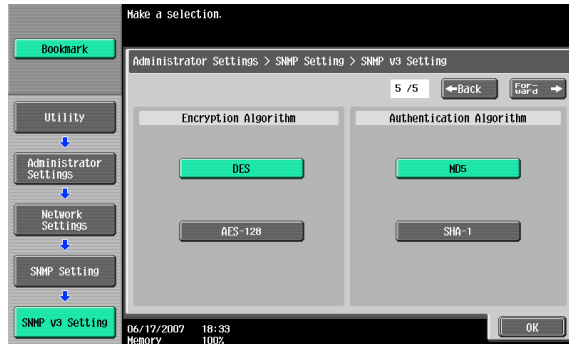 Make a selection.
Bookmark
Administrator Settings > SNMP Setting > SNMP v3 Setting
5 /5
←Back
For-
ward →
Utility
Administrator
Settings
Network
Settings
SNMP Setting
SNMP v3 Setting
Encryption Algorithm
DES
AES-128
Authentication Algorithm
MD5
SHA-1
06/17/2007 18:33
Memory 100%
OK